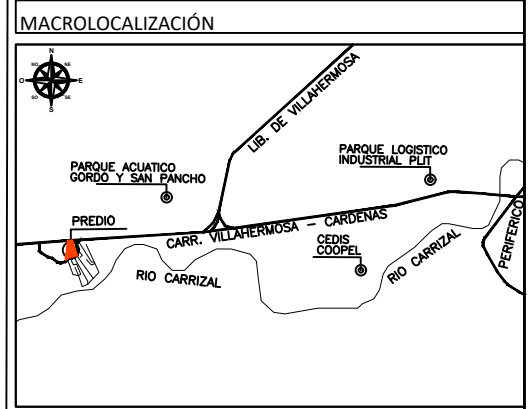 MACROLOCALIZACIÓN
N
NO NE
O E
SO SE
S
LIB. DE VILLAHERMOSA
PARQUE ACUATICO
GORDO Y SAN PANCHO
PARQUE LOGISTICO
INDUSTRIAL PLIT
PREDIO
CARR. VILLAHERMOSA - CARDENAS
CEDIS
COOPEL
RIO CARRIZAL
RIO CARRIZAL
PERIFERICO